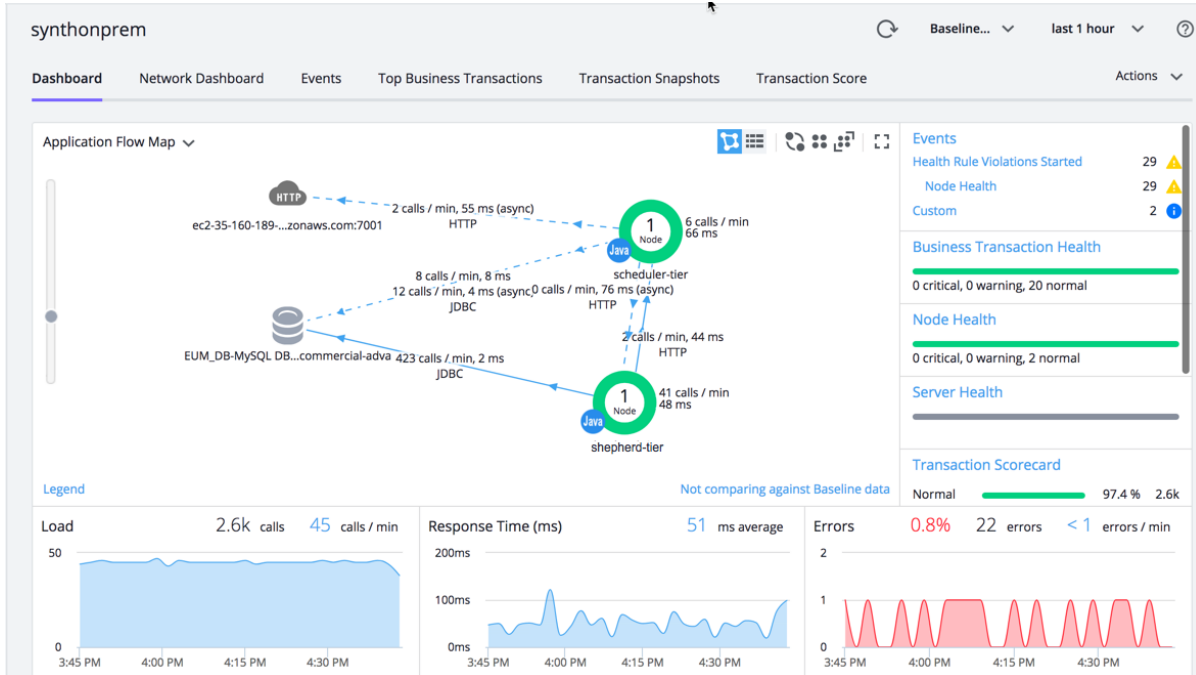 synthonprem
Baseline...
last 1 hour
Dashboard
Network Dashboard
Events
Top Business Transactions
Transaction Snapshots
Transaction Score
Actions
Application Flow Map
HTTP
ec2-35-160-189-...zonaws.com:7001
2 calls / min, 55 ms (async)
HTTP
1
Node
Java
6 calls / min
66 ms
scheduler-tier
8 calls / min, 8 ms
12 calls / min, 4 ms (async)
JDBC
0 calls / min, 76 ms (async)
HTTP
2 calls / min, 44 ms
HTTP
EUM_DB-MySQL DB...commercial-adva
423 calls / min, 2 ms
JDBC
1
Node
Java
41 calls / min
48 ms
shepherd-tier
Legend
Not comparing against Baseline data
Events
Health Rule Violations Started 29
Node Health 29
Custom 2
Business Transaction Health
0 critical, 0 warning, 20 normal
Node Health
0 critical, 0 warning, 2 normal
Server Health
Transaction Scorecard
Normal 97.4 % 2.6k
Load 2.6k calls 45 calls / min
50
0
3:45 PM 4:00 PM 4:15 PM 4:30 PM
Response Time (ms) 51 ms average
200ms
100ms
0ms
3:45 PM 4:00 PM 4:15 PM 4:30 PM
Errors 0.8% 22 errors < 1 errors / min
2
1
0
3:45 PM 4:00 PM 4:15 PM 4:30 PM